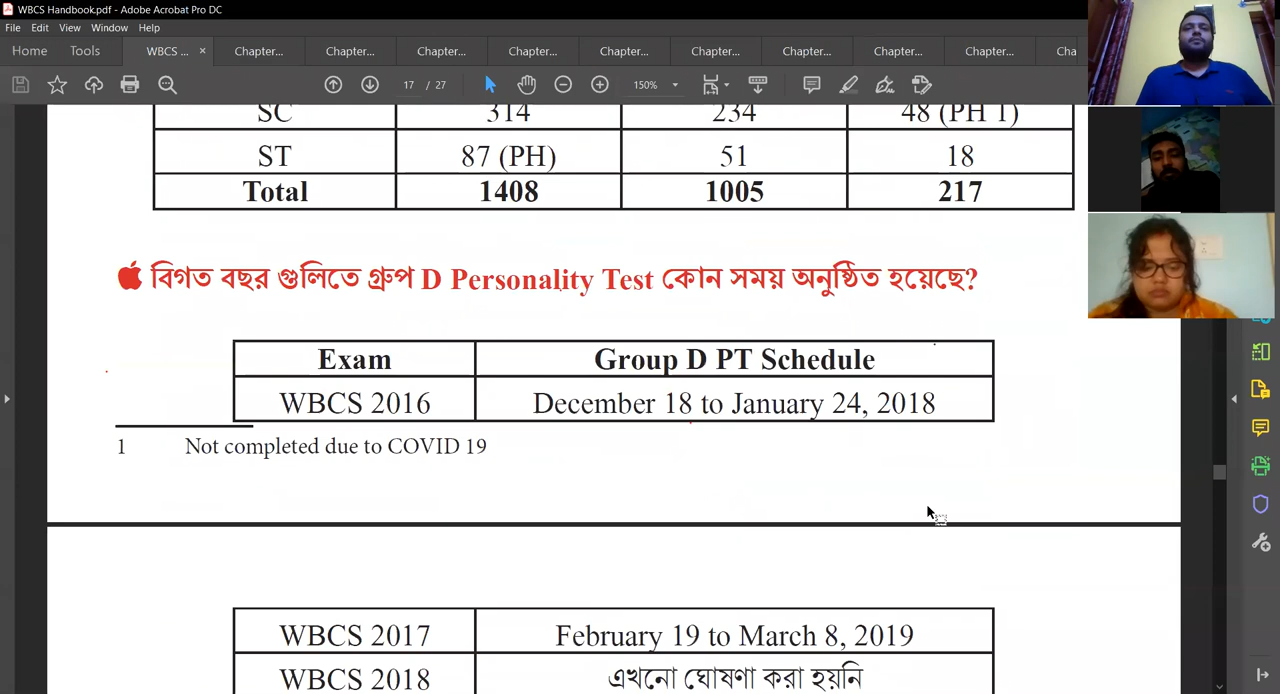 WBCS Handbook.pdf - Adobe Acrobat Pro DC
File Edit View Window Help
Home Tools WBCS ... × Chapter... Chapter... Chapter... Chapter... Chapter... Chapter... Chapter... Chapter... Chapter... Cha
17 / 27 150%
SC 314 234 48 (PH 1)
ST 87 (PH) 51 18
Total 1408 1005 217
বিগত বছর গুলিতে গ্রুপ D Personality Test কোন সময় অনুষ্ঠিত হয়েছে?
Exam Group D PT Schedule
WBCS 2016 December 18 to January 24, 2018
1 Not completed due to COVID 19
WBCS 2017 February 19 to March 8, 2019
WBCS 2018 এখনো ঘোষণা করা হয়নি